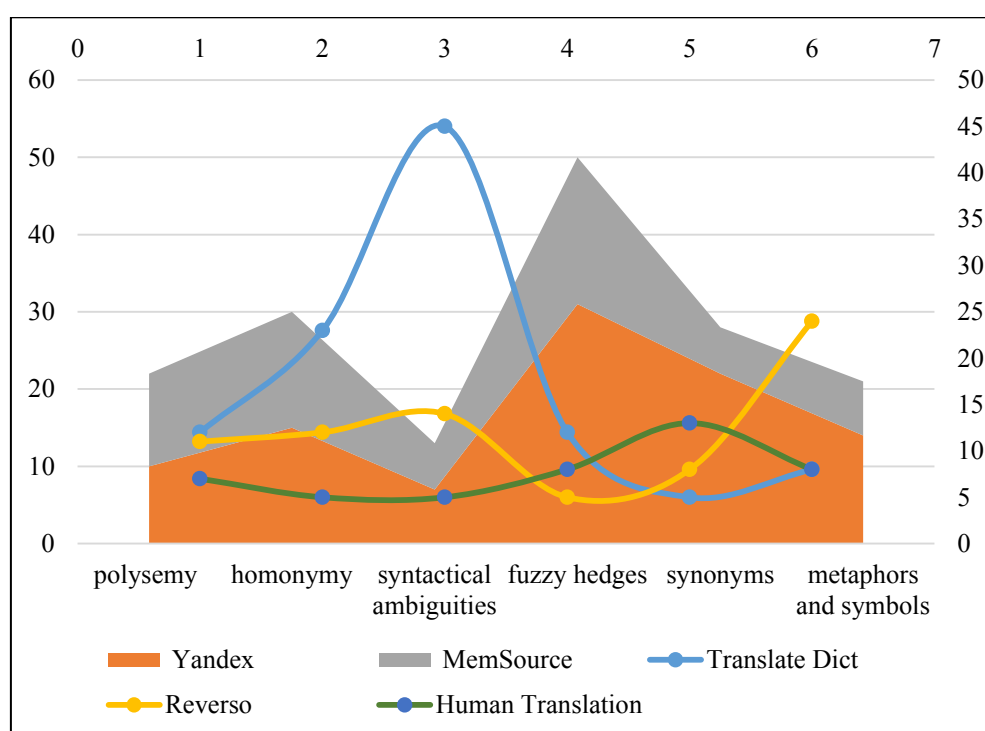 0 1 2 3 4 5 6 7
60 50
50 45
40 40
30 35
20 30
10 25
0 20
15
10
5
0
polysemy homonymy syntactical fuzzy hedges synonyms metaphors
ambiguities and symbols
Yandex MemSource Translate Dict
Reverso Human Translation